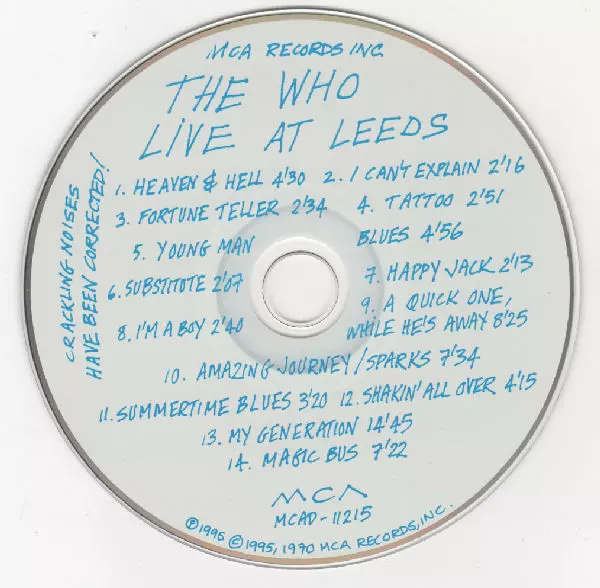 MCA RECORDS INC
THE WHO
LIVE AT LEEDS
CRACKLING NOISES
HAVE BEEN CORRECTED!
1. HEAVEN & HELL 4'30 2. I CAN'T EXPLAIN 2'16
3. FORTUNE TELLER 2'34 4. TATTOO 2'51
5. YOUNG MAN BLUES 4'56
6. SUBSTITUTE 2'07 7. HAPPY JACK 2'13
8. I'M A BOY 2'40 9. A QUICK ONE,
WHILE HE'S AWAY 8'25
10. AMAZING JOURNEY/SPARKS 7'34
11. SUMMERTIME BLUES 3'20 12. SHAKIN' ALL OVER 4'15
13. MY GENERATION 14'45
14. MAGIC BUS 7'22
MCA
MCAD-11215
℗1995 ©1995, 1970 MCA RECORDS, INC.